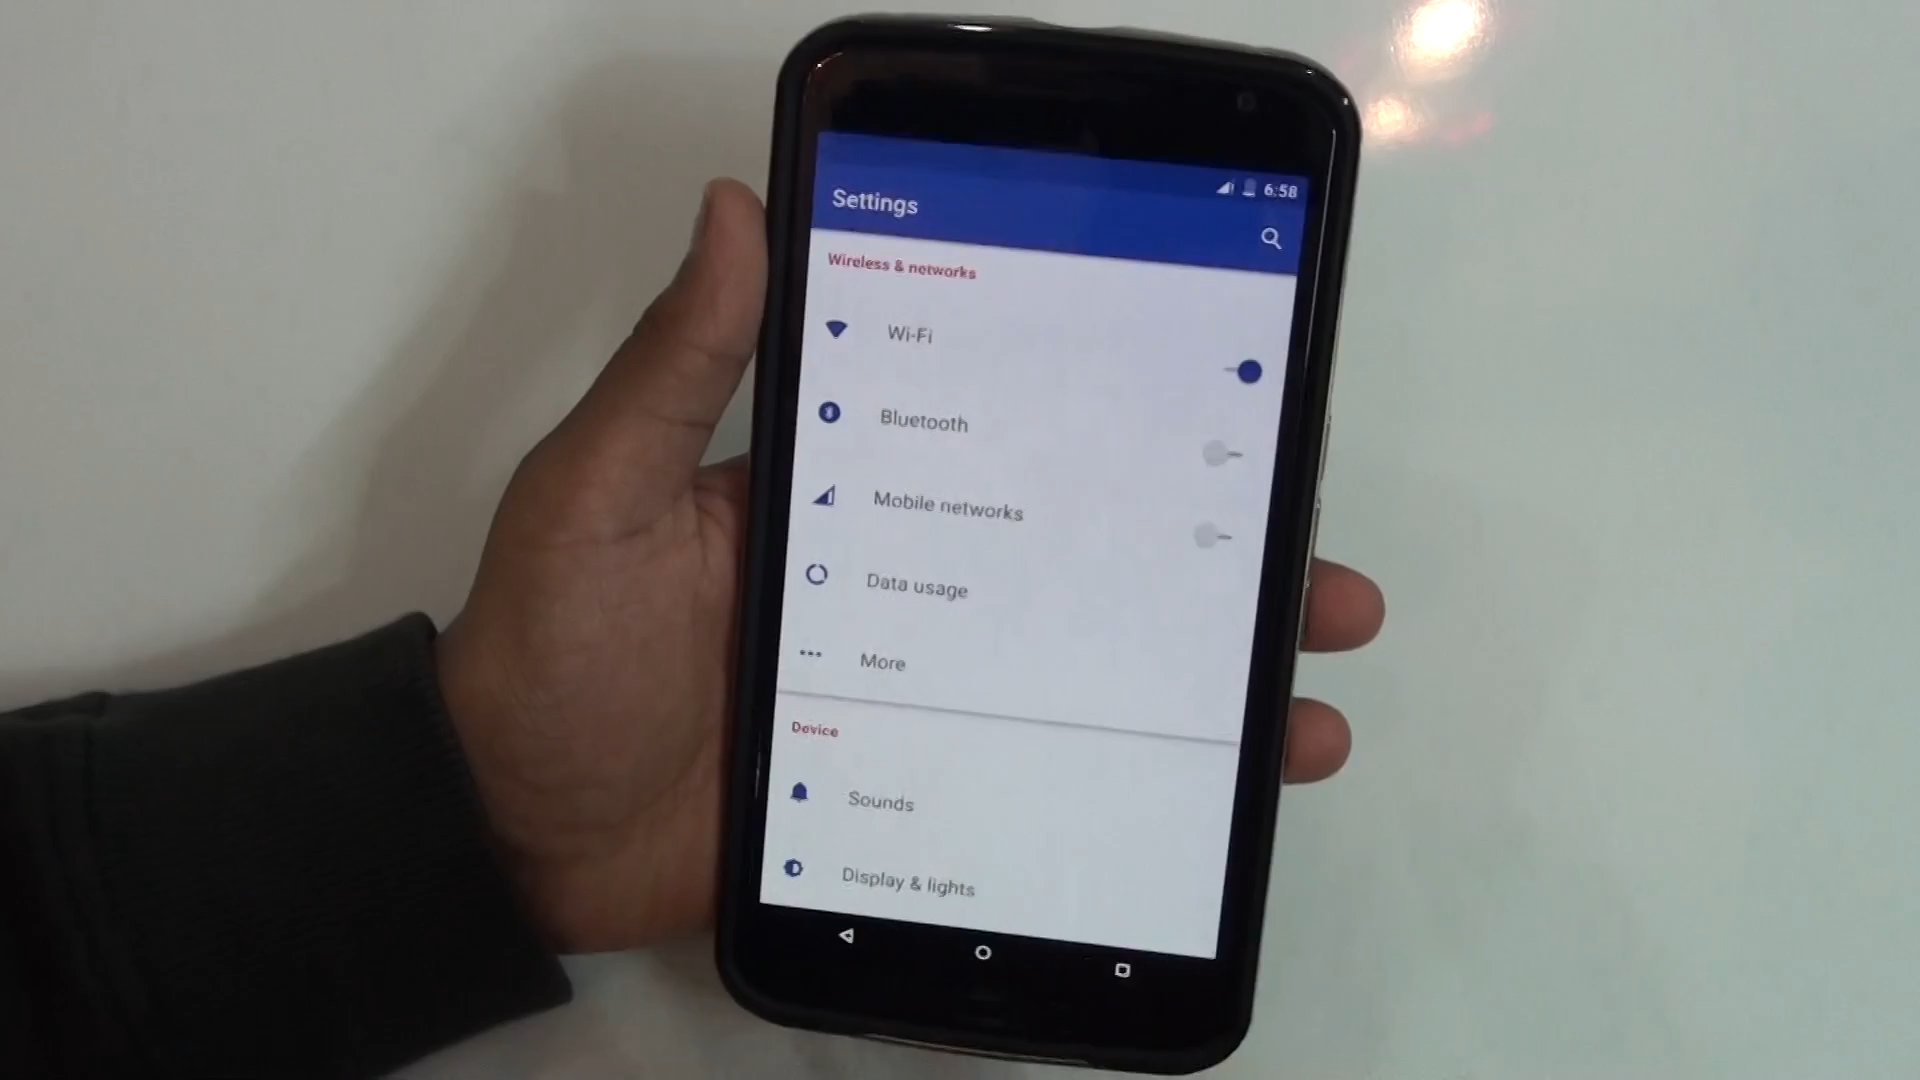 6:58
Settings
Wireless & networks
Wi-Fi
Bluetooth
Mobile networks
Data usage
More
Device
Sounds
Display & lights